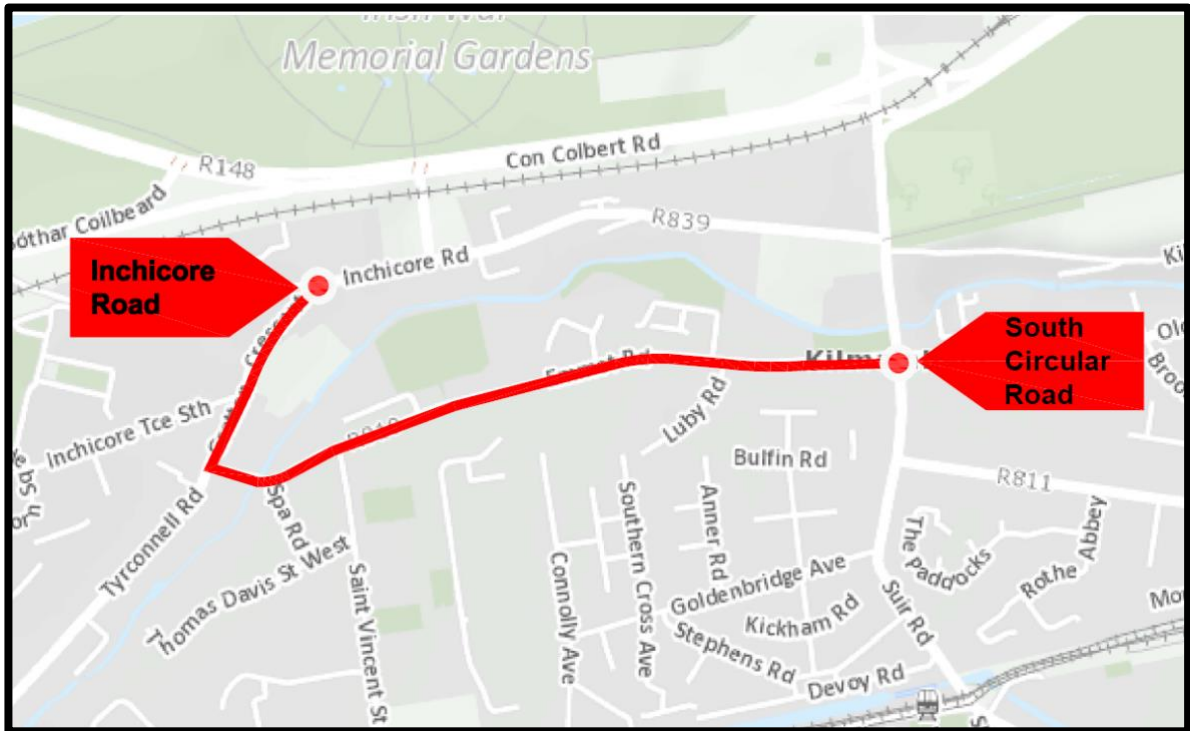 Memorial Gardens
Con Colbert Rd
R148
R839
Inchicore Rd
Inchicore
Road
South
Circular
Road
Emmet Rd
Luby Rd
Inchicore Tce Sth
Bulfin Rd
R811
Tyrconnell Rd
Spa Rd
Thomas Davis St West
Saint Vincent St
Connolly Ave
Southern Cross Ave
Anner Rd
Goldenbridge Ave
Stephens Rd
Kickham Rd
Devoy Rd
Suir Rd
The Paddocks
Rothe Abbey